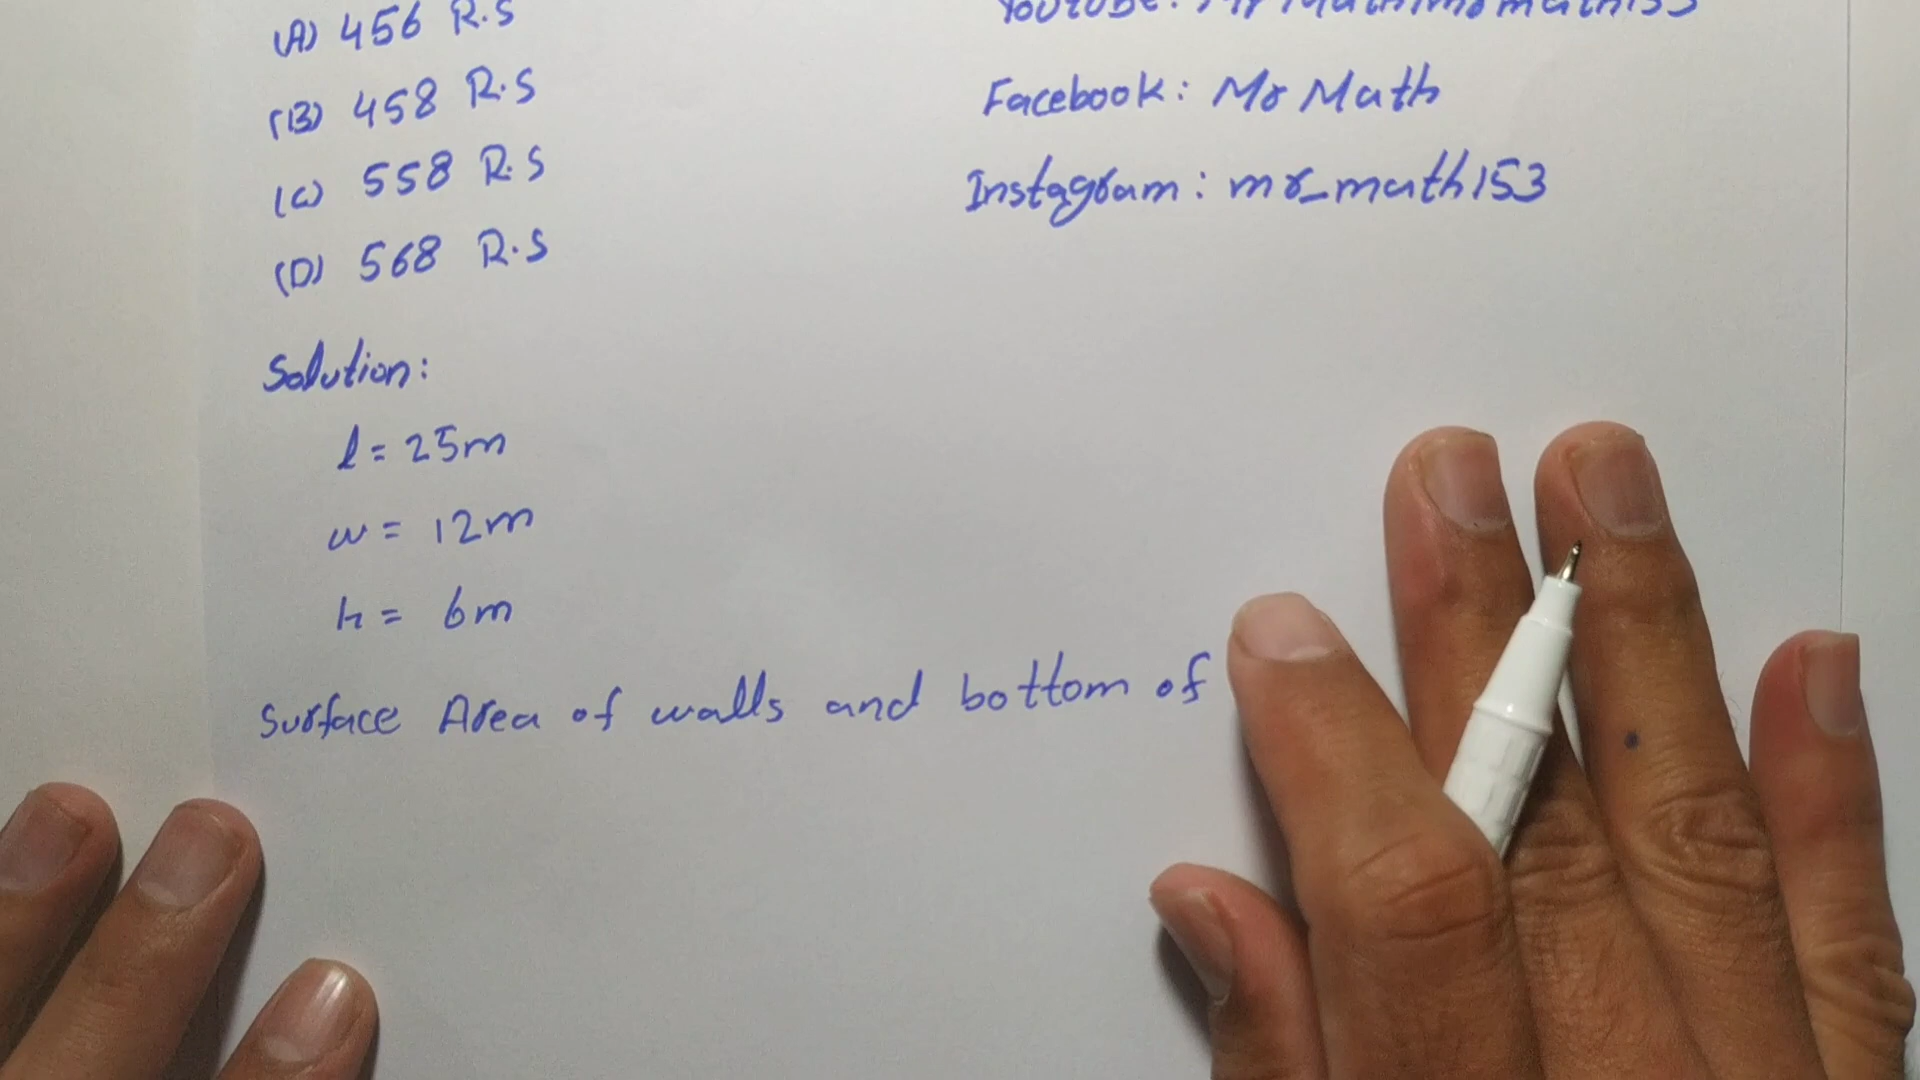 (A) 456 R.S
(B) 458 R.S
(C) 558 R.S
(D) 568 R.S
Facebook: Mr Math
Instagram: mr_math153
Solution:
l = 25m
w = 12m
h = 6m
Surface Area of walls and bottom of